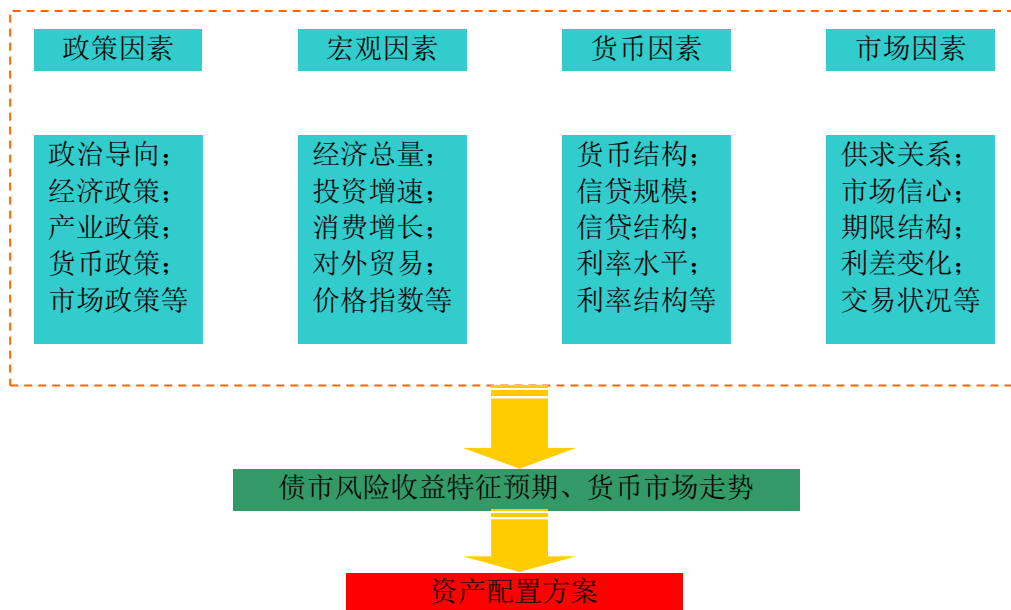 政策因素
宏观因素
货币因素
市场因素
政治导向；
经济政策；
产业政策；
货币政策；
市场政策等
经济总量；
投资增速；
消费增长；
对外贸易；
价格指数等
货币结构；
信贷规模；
信贷结构；
利率水平；
利率结构等
供求关系；
市场信心；
期限结构；
利差变化；
交易状况等
债市风险收益特征预期、货币市场走势
资产配置方案